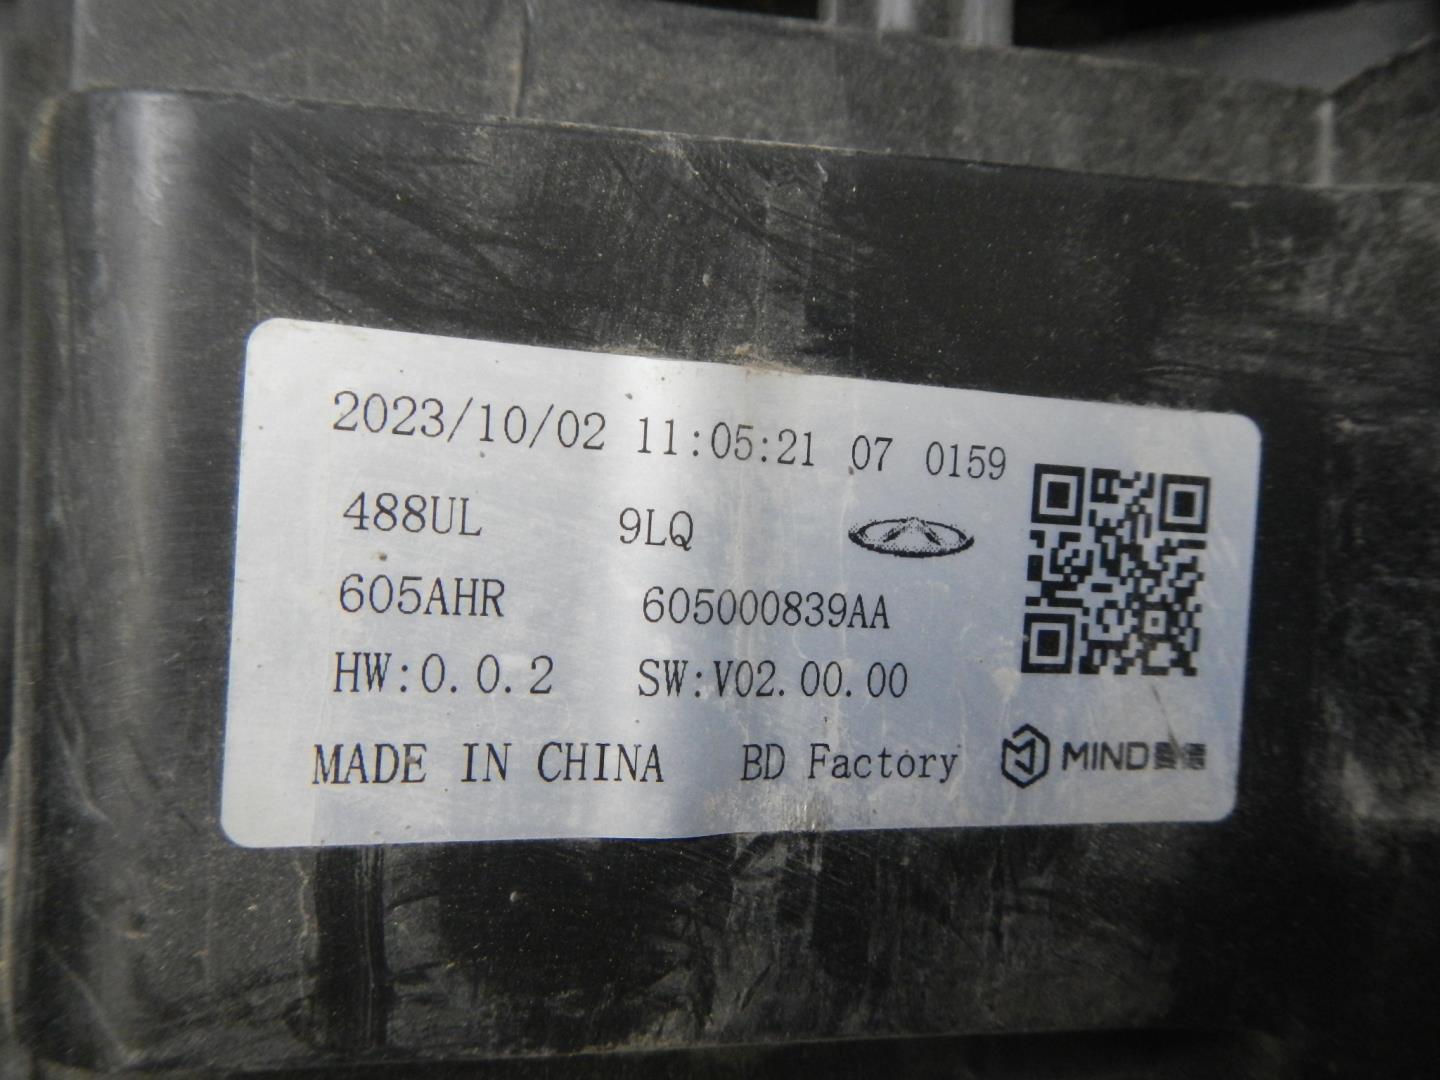 2023/10/02 11:05:21 07 0159
488UL 9LQ
605AHR 605000839AA
HW:0.0.2 SW:V02.00.00
MADE IN CHINA BD Factory MIND